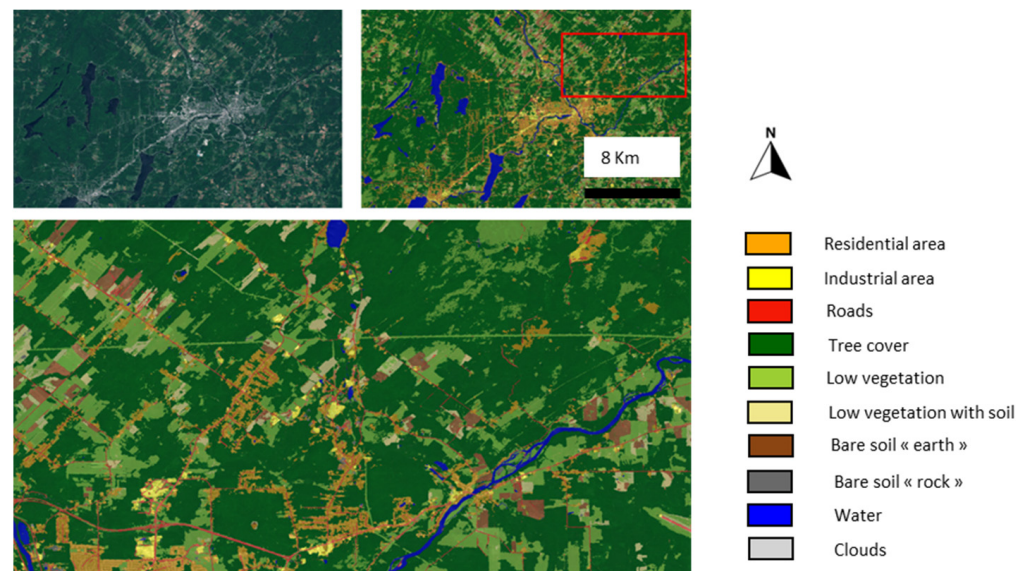 8 Km
N
Residential area
Industrial area
Roads
Tree cover
Low vegetation
Low vegetation with soil
Bare soil « earth »
Bare soil « rock »
Water
Clouds